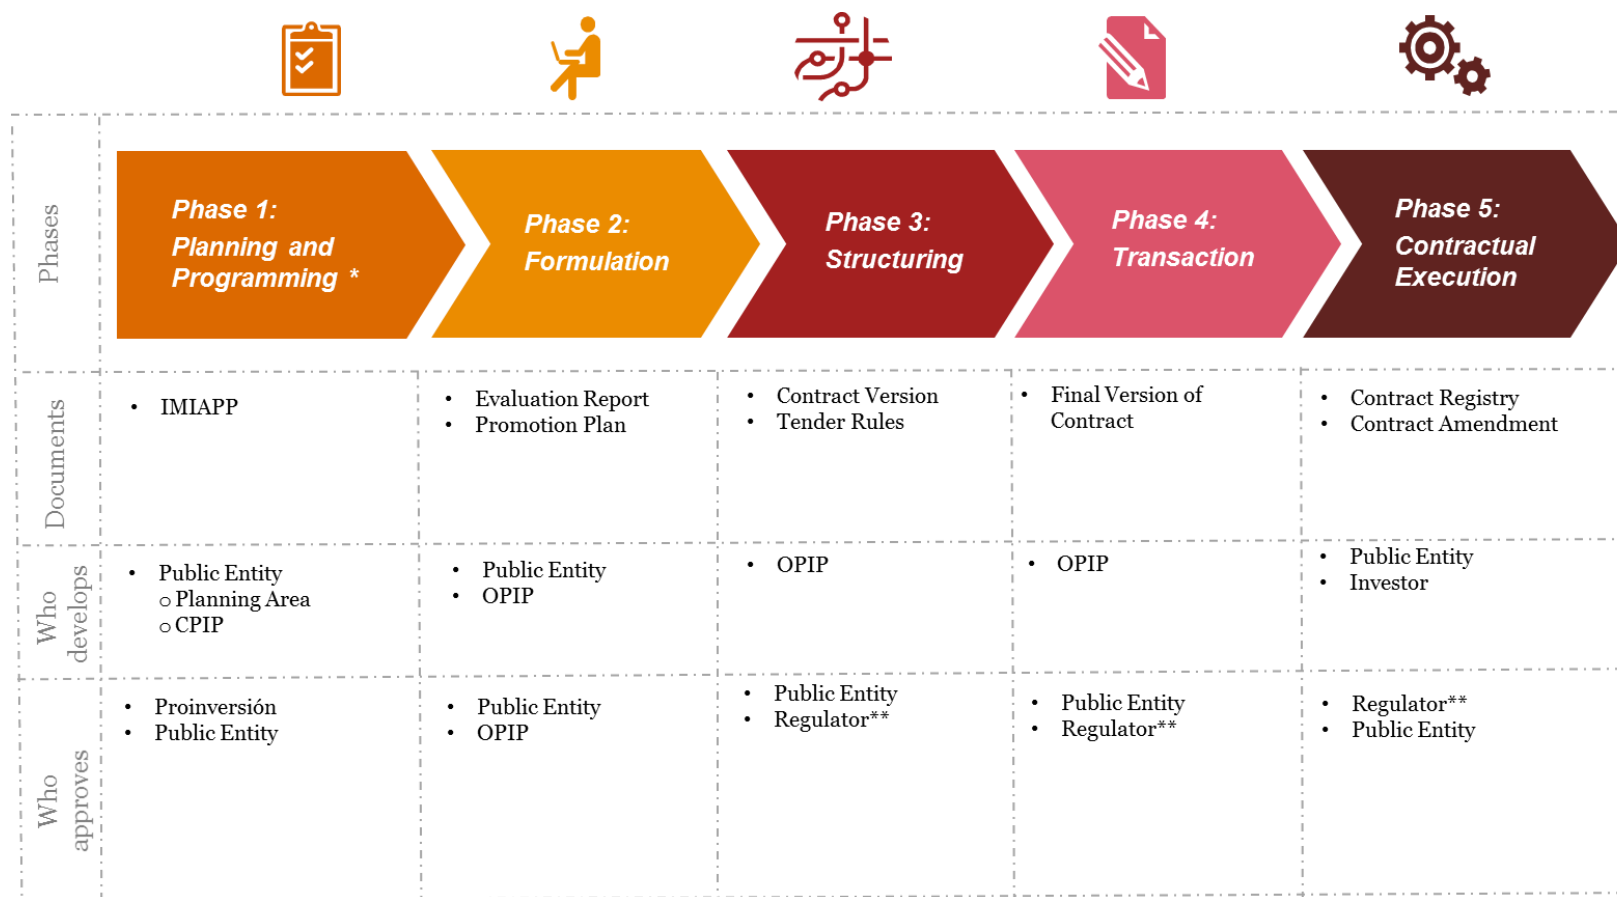 Phases
Phase 1:
Planning and
Programming *
Phase 2:
Formulation
Phase 3:
Structuring
Phase 4:
Transaction
Phase 5:
Contractual
Execution
Documents
• IMIAPP
• Evaluation Report
• Promotion Plan
• Contract Version
• Tender Rules
• Final Version of
Contract
• Contract Registry
• Contract Amendment
Who
develops
• Public Entity
o Planning Area
o CPIP
• Public Entity
• OPIP
• OPIP
• OPIP
• Public Entity
• Investor
Who
approves
• Proinversión
• Public Entity
• Public Entity
• OPIP
• Public Entity
• Regulator**
• Public Entity
• Regulator**
• Regulator**
• Public Entity